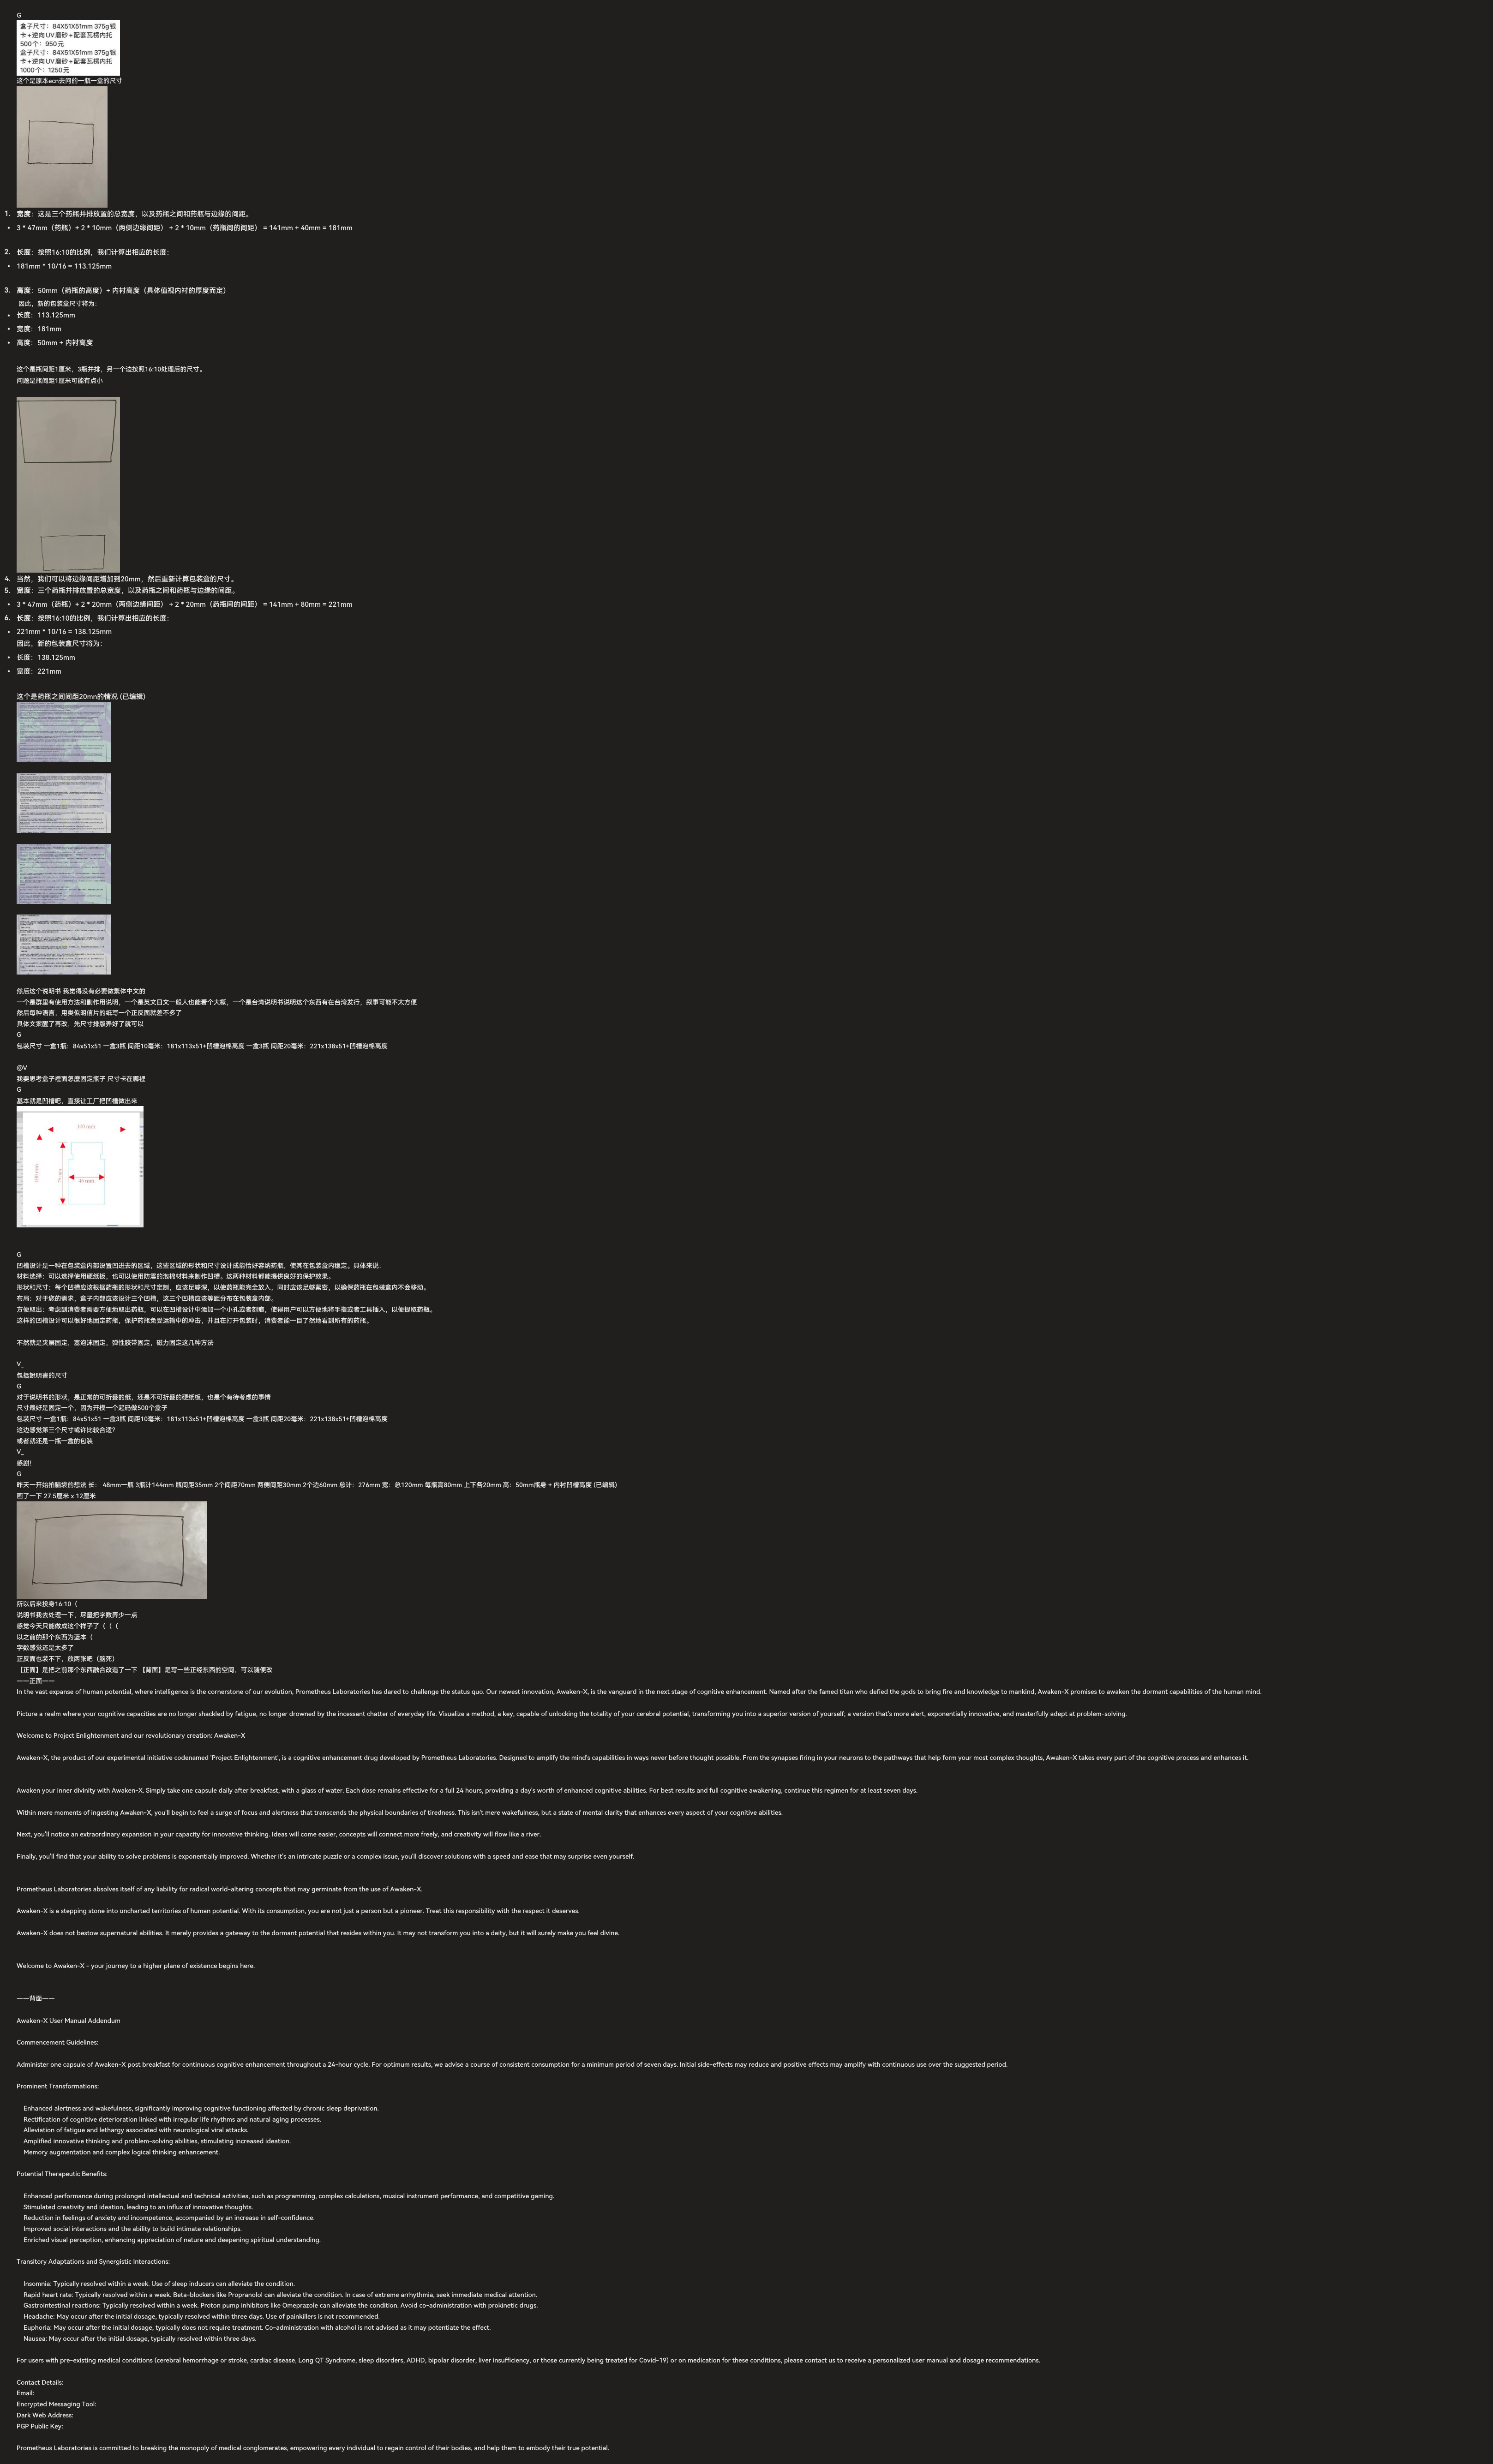 G
盒子尺寸：84X51X51mm 375g银
卡+逆向UV磨砂+配套瓦楞内托
500个：950元
盒子尺寸：84X51X51mm 375g银
卡+逆向UV磨砂+配套瓦楞内托
1000个：1250元
这个是原本ecn去问的一瓶一盒的尺寸
1. 宽度：这是三个药瓶并排放置的总宽度，以及药瓶之间和药瓶与边缘的间距。
• 3 * 47mm（药瓶）+ 2 * 10mm（两侧边缘间距） + 2 * 10mm（药瓶间的间距） = 141mm + 40mm = 181mm
2. 长度：按照16:10的比例，我们计算出相应的长度：
• 181mm * 10/16 = 113.125mm
3. 高度：50mm（药瓶的高度）+ 内衬高度（具体值视内衬的厚度而定）
因此，新的包装盒尺寸将为：
• 长度：113.125mm
• 宽度：181mm
• 高度：50mm + 内衬高度
这个是瓶间距1厘米，3瓶并排，另一个边按照16:10处理后的尺寸。
问题是瓶间距1厘米可能有点小
4. 当然，我们可以将边缘间距增加到20mm，然后重新计算包装盒的尺寸。
5. 宽度：三个药瓶并排放置的总宽度，以及药瓶之间和药瓶与边缘的间距。
• 3 * 47mm（药瓶）+ 2 * 20mm（两侧边缘间距） + 2 * 20mm（药瓶间的间距） = 141mm + 80mm = 221mm
6. 长度：按照16:10的比例，我们计算出相应的长度：
• 221mm * 10/16 = 138.125mm
因此，新的包装盒尺寸将为：
• 长度：138.125mm
• 宽度：221mm
这个是药瓶之间间距20mn的情况 (已编辑)
然后这个说明书 我觉得没有必要做繁体中文的
一个是群里有使用方法和副作用说明，一个是英文日文一般人也能看个大概，一个是台湾说明书说明这个东西有在台湾发行，叙事可能不太方便
然后每种语言，用类似明信片的纸写一个正反面就差不多了
具体文案醒了再改，先尺寸排版弄好了就可以
G
包装尺寸 一盒1瓶：84x51x51 一盒3瓶 间距10毫米：181x113x51+凹槽泡棉高度 一盒3瓶 间距20毫米：221x138x51+凹槽泡棉高度
@V
我要思考盒子裡面怎麼固定瓶子 尺寸卡在哪裡
G
基本就是凹槽吧，直接让工厂把凹槽做出来
100 mm
100 mm
G
凹槽设计是一种在包装盒内部设置凹进去的区域，这些区域的形状和尺寸设计成能恰好容纳药瓶，使其在包装盒内稳定。具体来说：
材料选择：可以选择使用硬纸板，也可以使用防震的泡棉材料来制作凹槽。这两种材料都能提供良好的保护效果。
形状和尺寸：每个凹槽应该根据药瓶的形状和尺寸定制，应该足够深，以使药瓶能完全放入，同时应该足够紧密，以确保药瓶在包装盒内不会移动。
布局：对于您的需求，盒子内部应该设计三个凹槽，这三个凹槽应该等距分布在包装盒内部。
方便取出：考虑到消费者需要方便地取出药瓶，可以在凹槽设计中添加一个小孔或者刻痕，使得用户可以方便地将手指或者工具插入，以便提取药瓶。
这样的凹槽设计可以很好地固定药瓶，保护药瓶免受运输中的冲击，并且在打开包装时，消费者能一目了然地看到所有的药瓶。
不然就是夹层固定，塞泡沫固定，弹性胶带固定，磁力固定这几种方法
V_
包括說明書的尺寸
G
对于说明书的形状，是正常的可折叠的纸，还是不可折叠的硬纸板，也是个有待考虑的事情
尺寸最好是固定一个，因为开模一个起码做500个盒子
包装尺寸 一盒1瓶：84x51x51 一盒3瓶 间距10毫米：181x113x51+凹槽泡棉高度 一盒3瓶 间距20毫米：221x138x51+凹槽泡棉高度
这边感觉第三个尺寸或许比较合适？
或者就还是一瓶一盒的包装
V_
感謝！
G
昨天一开始拍脑袋的想法 长： 48mm一瓶 3瓶计144mm 瓶间距35mm 2个间距70mm 两侧间距30mm 2个边60mm 总计：276mm 宽：总120mm 每瓶高80mm 上下各20mm 高：50mm瓶身 + 内衬凹槽高度 (已编辑)
画了一下 27.5厘米 x 12厘米
所以后来投身16:10（
说明书我去处理一下，尽量把字数弄少一点
感觉今天只能做成这个样子了（（（
以之前的那个东西为蓝本（
字数感觉还是太多了
正反面也装不下，放两张吧（脑死）
【正面】是把之前那个东西融合改造了一下 【背面】是写一些正经东西的空间，可以随便改
——正面——
In the vast expanse of human potential, where intelligence is the cornerstone of our evolution, Prometheus Laboratories has dared to challenge the status quo. Our newest innovation, Awaken-X, is the vanguard in the next stage of cognitive enhancement. Named after the famed titan who defied the gods to bring fire and knowledge to mankind, Awaken-X promises to awaken the dormant capabilities of the human mind.
Picture a realm where your cognitive capacities are no longer shackled by fatigue, no longer drowned by the incessant chatter of everyday life. Visualize a method, a key, capable of unlocking the totality of your cerebral potential, transforming you into a superior version of yourself; a version that's more alert, exponentially innovative, and masterfully adept at problem-solving.
Welcome to Project Enlightenment and our revolutionary creation: Awaken-X
Awaken-X, the product of our experimental initiative codenamed 'Project Enlightenment', is a cognitive enhancement drug developed by Prometheus Laboratories. Designed to amplify the mind's capabilities in ways never before thought possible. From the synapses firing in your neurons to the pathways that help form your most complex thoughts, Awaken-X takes every part of the cognitive process and enhances it.
Awaken your inner divinity with Awaken-X. Simply take one capsule daily after breakfast, with a glass of water. Each dose remains effective for a full 24 hours, providing a day's worth of enhanced cognitive abilities. For best results and full cognitive awakening, continue this regimen for at least seven days.
Within mere moments of ingesting Awaken-X, you'll begin to feel a surge of focus and alertness that transcends the physical boundaries of tiredness. This isn't mere wakefulness, but a state of mental clarity that enhances every aspect of your cognitive abilities.
Next, you'll notice an extraordinary expansion in your capacity for innovative thinking. Ideas will come easier, concepts will connect more freely, and creativity will flow like a river.
Finally, you'll find that your ability to solve problems is exponentially improved. Whether it's an intricate puzzle or a complex issue, you'll discover solutions with a speed and ease that may surprise even yourself.
Prometheus Laboratories absolves itself of any liability for radical world-altering concepts that may germinate from the use of Awaken-X.
Awaken-X is a stepping stone into uncharted territories of human potential. With its consumption, you are not just a person but a pioneer. Treat this responsibility with the respect it deserves.
Awaken-X does not bestow supernatural abilities. It merely provides a gateway to the dormant potential that resides within you. It may not transform you into a deity, but it will surely make you feel divine.
Welcome to Awaken-X - your journey to a higher plane of existence begins here.
——背面——
Awaken-X User Manual Addendum
Commencement Guidelines:
Administer one capsule of Awaken-X post breakfast for continuous cognitive enhancement throughout a 24-hour cycle. For optimum results, we advise a course of consistent consumption for a minimum period of seven days. Initial side-effects may reduce and positive effects may amplify with continuous use over the suggested period.
Prominent Transformations:
Enhanced alertness and wakefulness, significantly improving cognitive functioning affected by chronic sleep deprivation.
Rectification of cognitive deterioration linked with irregular life rhythms and natural aging processes.
Alleviation of fatigue and lethargy associated with neurological viral attacks.
Amplified innovative thinking and problem-solving abilities, stimulating increased ideation.
Memory augmentation and complex logical thinking enhancement.
Potential Therapeutic Benefits:
Enhanced performance during prolonged intellectual and technical activities, such as programming, complex calculations, musical instrument performance, and competitive gaming.
Stimulated creativity and ideation, leading to an influx of innovative thoughts.
Reduction in feelings of anxiety and incompetence, accompanied by an increase in self-confidence.
Improved social interactions and the ability to build intimate relationships.
Enriched visual perception, enhancing appreciation of nature and deepening spiritual understanding.
Transitory Adaptations and Synergistic Interactions:
Insomnia: Typically resolved within a week. Use of sleep inducers can alleviate the condition.
Rapid heart rate: Typically resolved within a week. Beta-blockers like Propranolol can alleviate the condition. In case of extreme arrhythmia, seek immediate medical attention.
Gastrointestinal reactions: Typically resolved within a week. Proton pump inhibitors like Omeprazole can alleviate the condition. Avoid co-administration with prokinetic drugs.
Headache: May occur after the initial dosage, typically resolved within three days. Use of painkillers is not recommended.
Euphoria: May occur after the initial dosage, typically does not require treatment. Co-administration with alcohol is not advised as it may potentiate the effect.
Nausea: May occur after the initial dosage, typically resolved within three days.
For users with pre-existing medical conditions (cerebral hemorrhage or stroke, cardiac disease, Long QT Syndrome, sleep disorders, ADHD, bipolar disorder, liver insufficiency, or those currently being treated for Covid-19) or on medication for these conditions, please contact us to receive a personalized user manual and dosage recommendations.
Contact Details:
Email:
Encrypted Messaging Tool:
Dark Web Address:
PGP Public Key:
Prometheus Laboratories is committed to breaking the monopoly of medical conglomerates, empowering every individual to regain control of their bodies, and help them to embody their true potential.